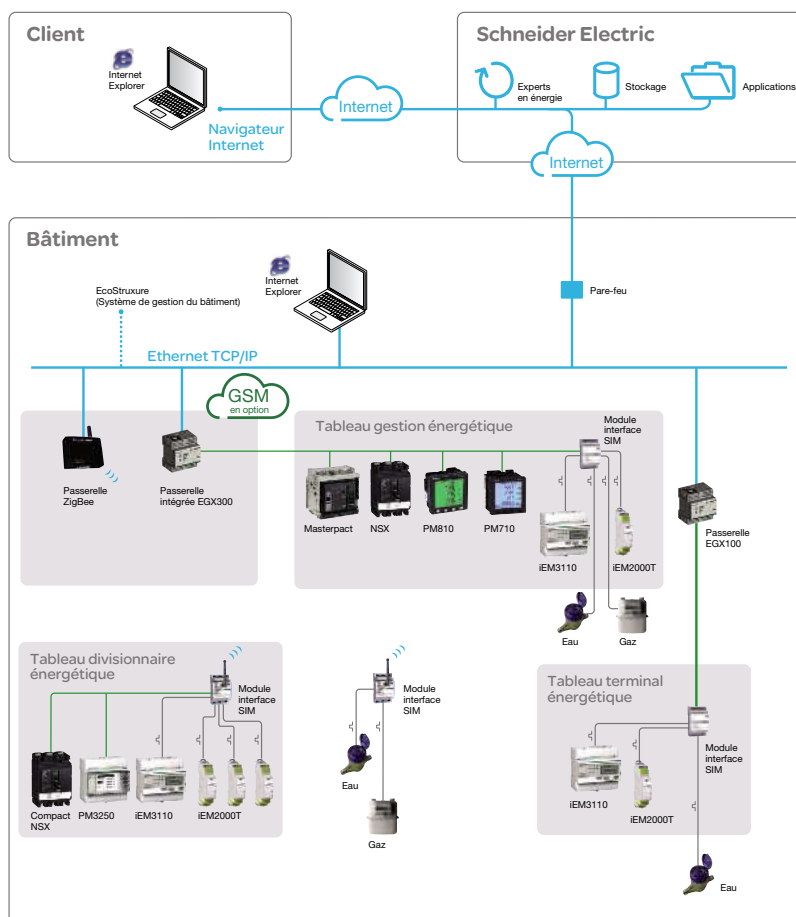 Client
Internet
Explorer
Navigateur
Internet
Internet
Schneider Electric
Experts
en énergie
Stockage
Applications
Internet
Bâtiment
EcoStruxure
(Système de gestion du bâtiment)
Internet
Explorer
Pare-feu
Ethernet TCP/IP
GSM
en option
Passerelle
ZigBee
Passerelle
intégrée EGX300
Tableau gestion énergétique
Module
interface
SIM
Masterpact
NSX
PM810
PM710
iEM3110
iEM2000T
Eau
Gaz
Passerelle
EGX100
Tableau divisionnaire
énergétique
Module
interface
SIM
Compact
NSX
PM3250
iEM3110
iEM2000T
Module
interface
SIM
Eau
Gaz
Tableau terminal
énergétique
Module
interface
SIM
iEM3110
iEM2000T
Eau